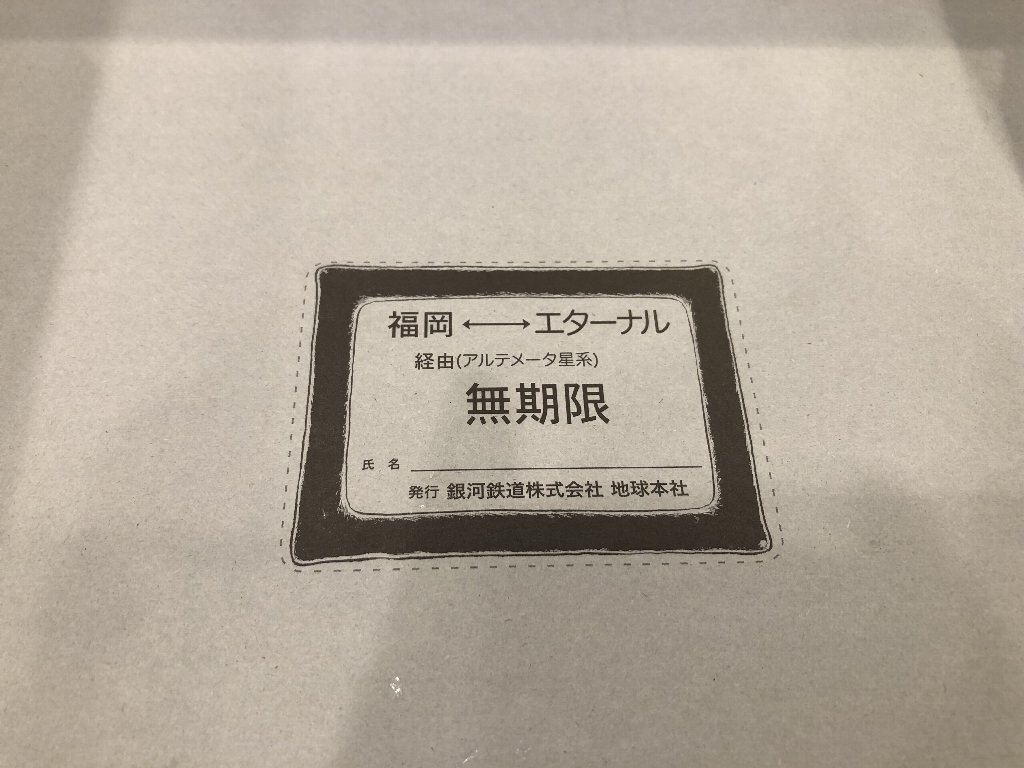 福岡←→エターナル
経由(アルテメータ星系)
無期限
氏 名
発行 銀河鉄道株式会社 地球本社